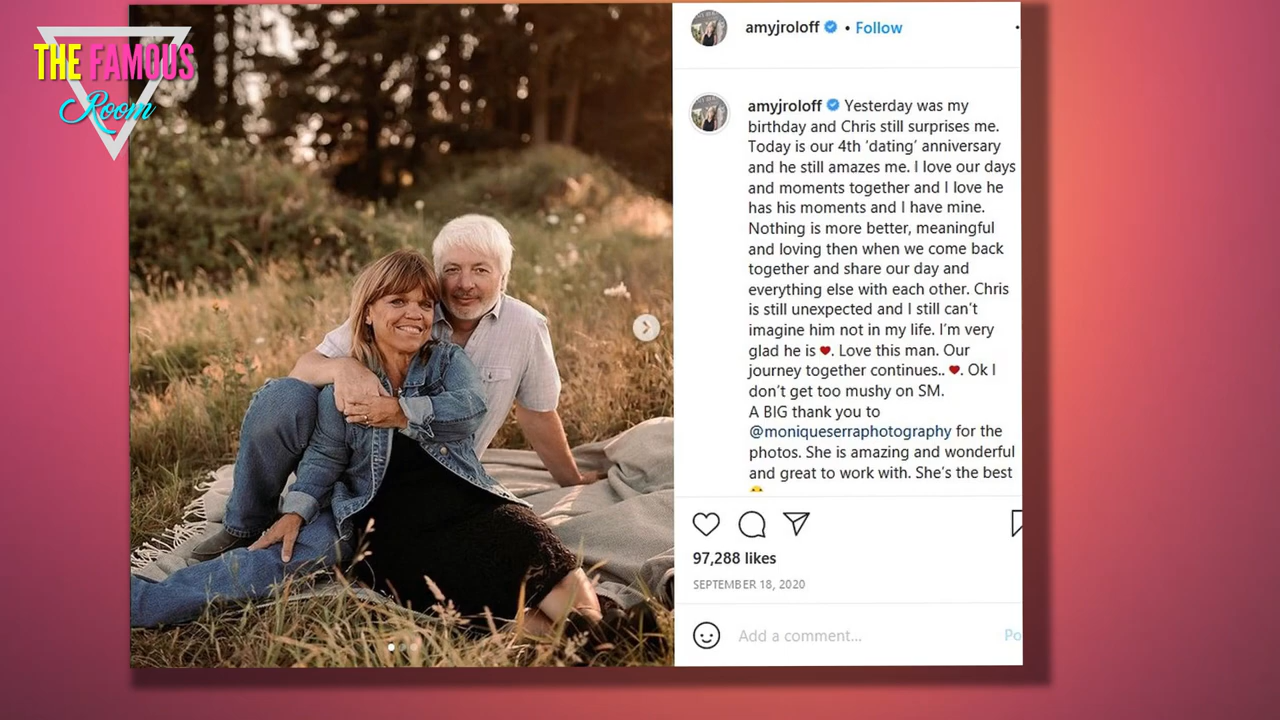 THE FAMOUS
Room
amyjroloff • Follow
amyjroloff Yesterday was my
birthday and Chris still surprises me.
Today is our 4th ‘dating’ anniversary
and he still amazes me. I love our days
and moments together and I love he
has his moments and I have mine.
Nothing is more better, meaningful
and loving then when we come back
together and share our day and
everything else with each other. Chris
is still unexpected and I still can’t
imagine him not in my life. I’m very
glad he is ❤. Love this man. Our
journey together continues.. ❤. Ok I
don’t get too mushy on SM.
A BIG thank you to
@moniqueserraphotography for the
photos. She is amazing and wonderful
and great to work with. She’s the best
97,288 likes
SEPTEMBER 18, 2020
Add a comment... Po